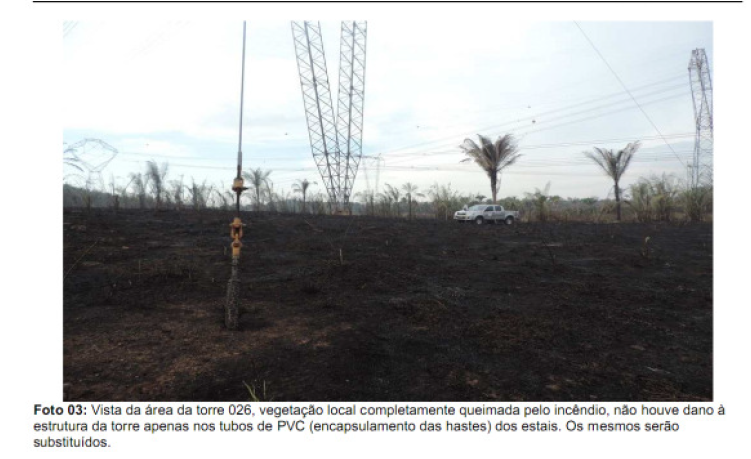 Foto 03: Vista da área da torre 026, vegetação local completamente queimada pelo incêndio, não houve dano à
estrutura da torre apenas nos tubos de PVC (encapsulamento das hastes) dos estais. Os mesmos serão
substituídos.